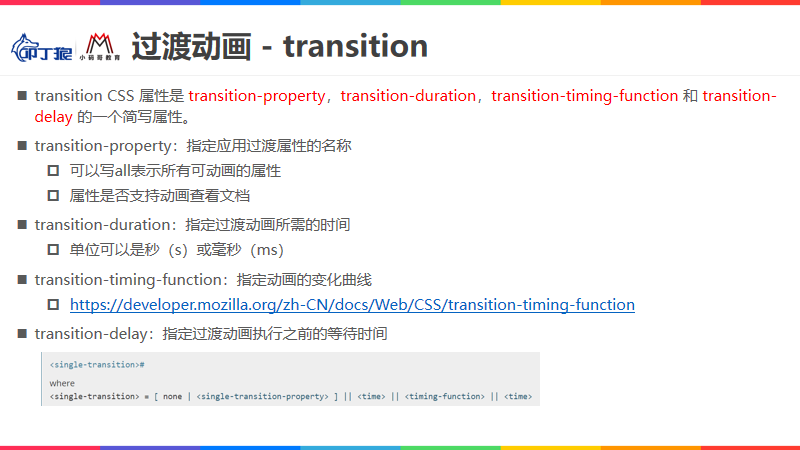 叩丁狼
小码哥教育
过渡动画 - transition
■ transition CSS 属性是 transition-property，transition-duration，transition-timing-function 和 transition-
delay 的一个简写属性。
■ transition-property：指定应用过渡属性的名称
□ 可以写all表示所有可动画的属性
□ 属性是否支持动画查看文档
■ transition-duration：指定过渡动画所需的时间
□ 单位可以是秒（s）或毫秒（ms）
■ transition-timing-function：指定动画的变化曲线
□ https://developer.mozilla.org/zh-CN/docs/Web/CSS/transition-timing-function
■ transition-delay：指定过渡动画执行之前的等待时间
<single-transition>#
where
<single-transition> = [ none | <single-transition-property> ] || <time> || <timing-function> || <time>